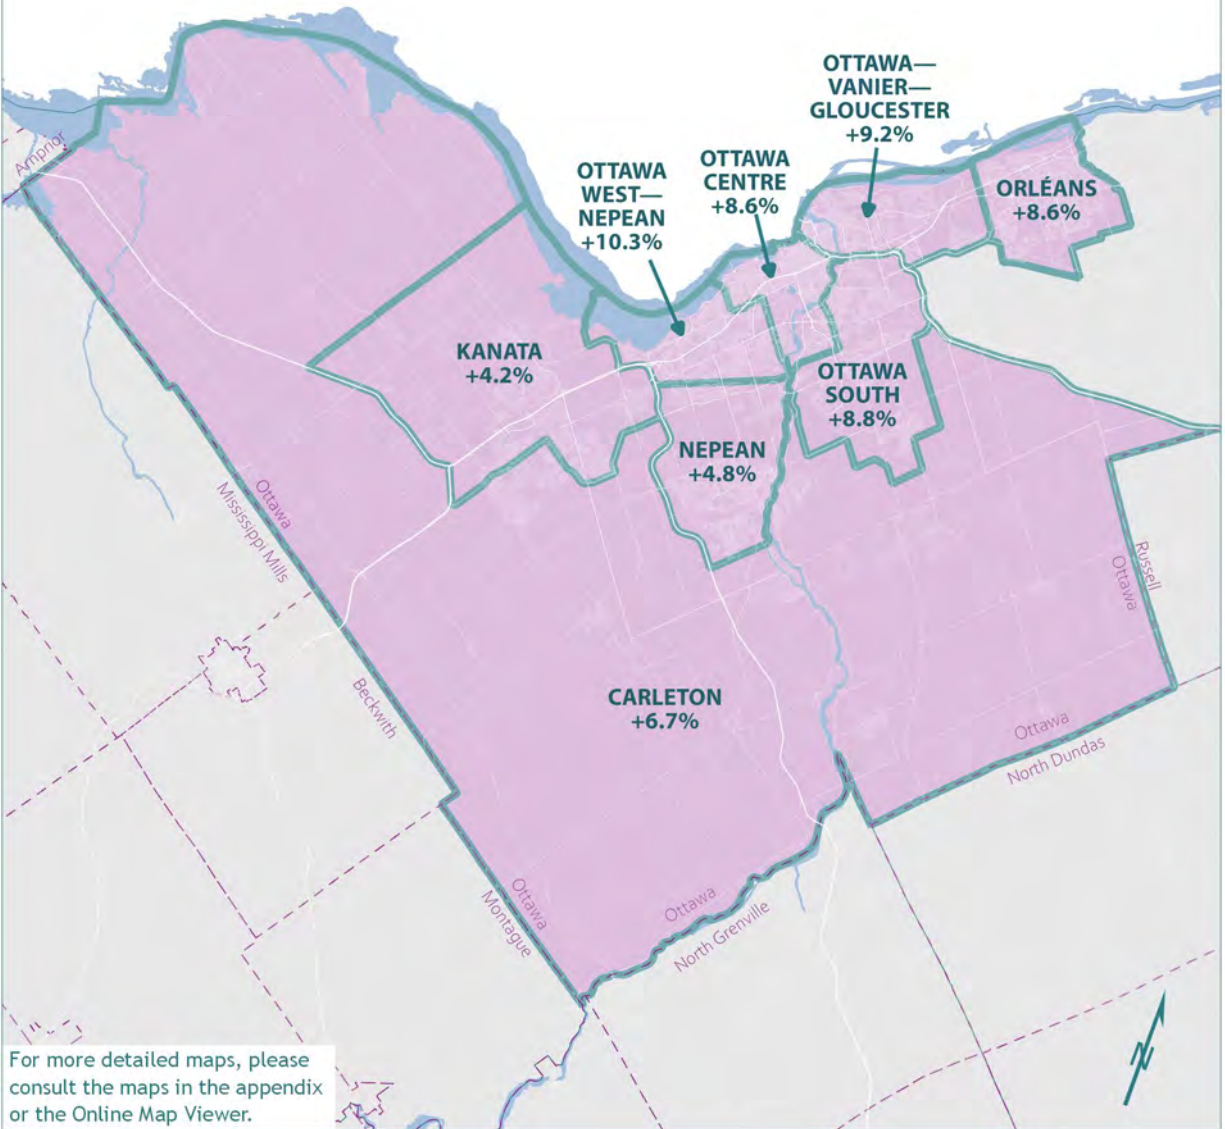 OTTAWA—
VANIER—
GLOUCESTER
+9.2%
OTTAWA
CENTRE
+8.6%
OTTAWA
WEST—
NEPEAN
+10.3%
ORLÉANS
+8.6%
Arnprior
KANATA
+4.2%
OTTAWA
SOUTH
+8.8%
NEPEAN
+4.8%
Ottawa
Mississippi Mills
Russell
Ottawa
CARLETON
+6.7%
Beckwith
Ottawa
North Dundas
Ottawa
Montague
Ottawa
North Grenville
For more detailed maps, please
consult the maps in the appendix
or the Online Map Viewer.
N